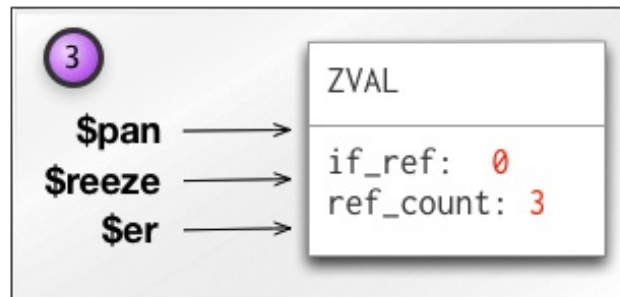 3
ZVAL
$pan
$reeze
$er
if_ref: 0
ref_count: 3